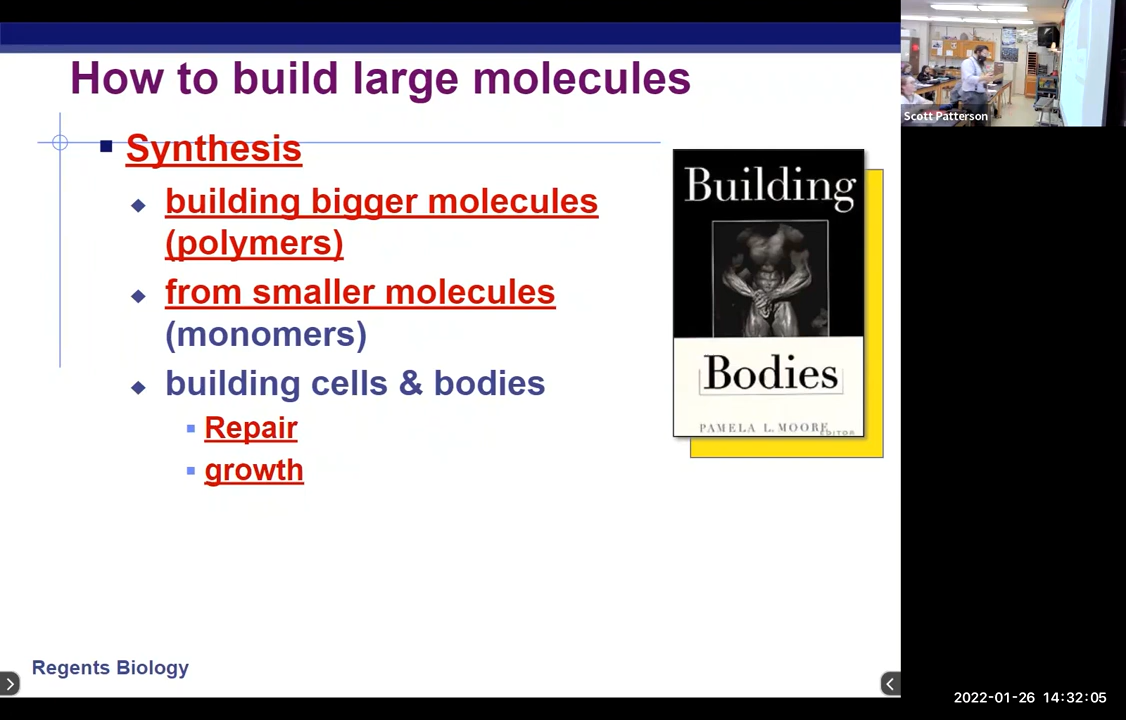 How to build large molecules
Synthesis
building bigger molecules
(polymers)
from smaller molecules
(monomers)
building cells & bodies
Repair
growth
Building
Bodies
PAMELA L. MOORE
EDITOR
Regents Biology
Scott Patterson
2022-01-26 14:32:05